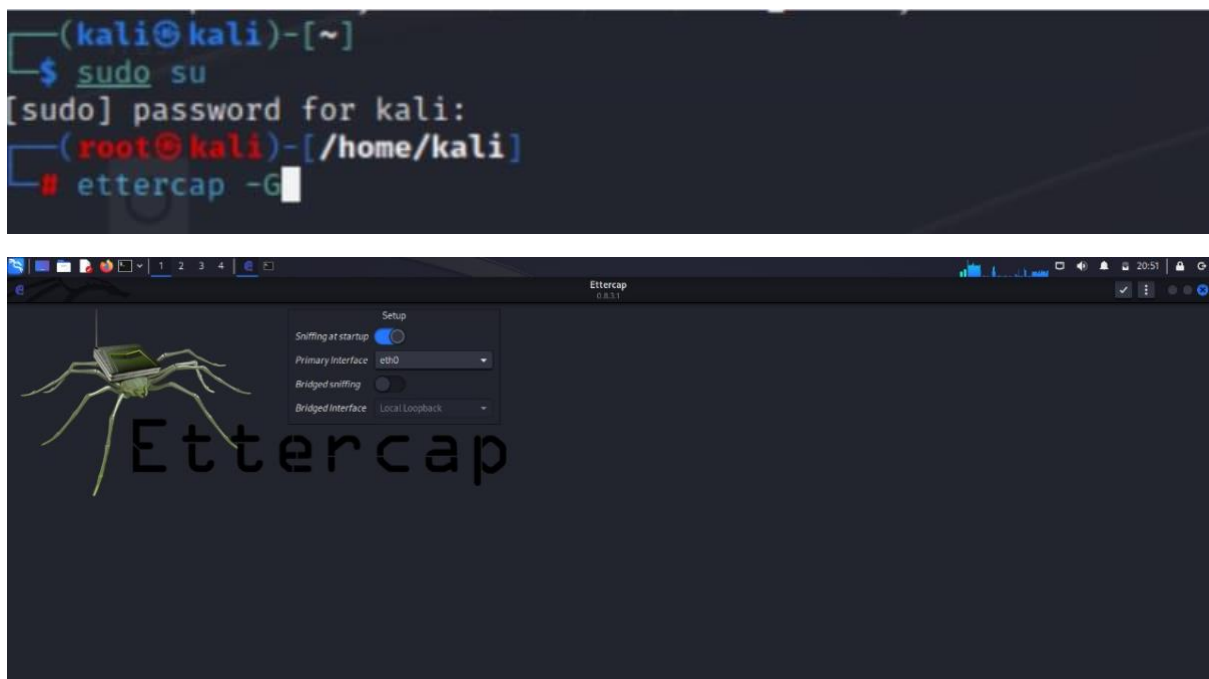 (kali㉿kali)-[~]
$ sudo su
[sudo] password for kali:
(root㉿kali)-[/home/kali]
# ettercap -G
1 2 3 4
20:51
Ettercap
0.8.3.1
Setup
Sniffing at startup
Primary Interface eth0
Bridged sniffing
Bridged Interface Local Loopback
Ettercap